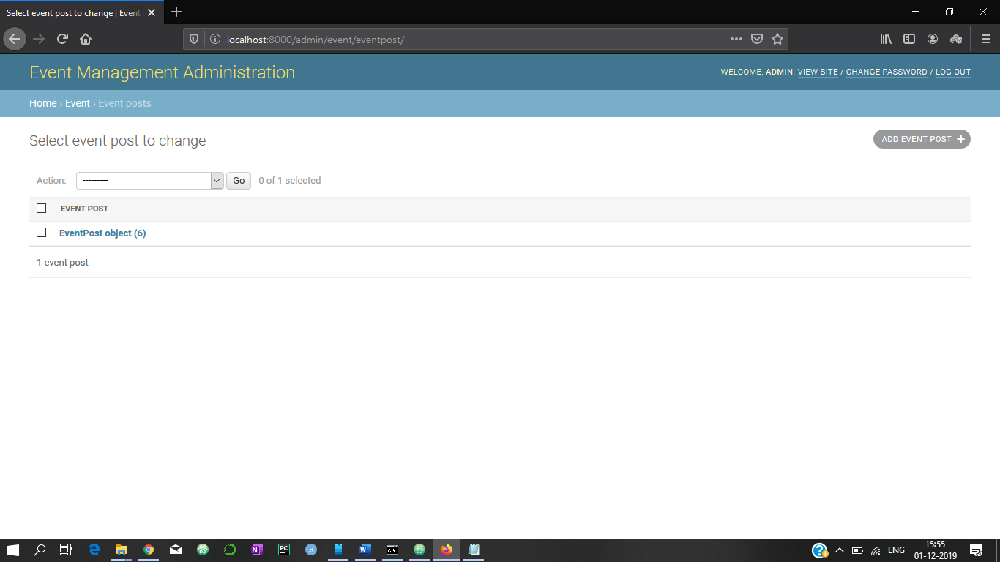 Select event post to change | Event
localhost:8000/admin/event/eventpost/
Event Management Administration
WELCOME, ADMIN. VIEW SITE / CHANGE PASSWORD / LOG OUT
Home › Event › Event posts
Select event post to change
ADD EVENT POST +
Action: --------- Go 0 of 1 selected
EVENT POST
EventPost object (6)
1 event post
N PC R W C:\. ENG 15:55
01-12-2019